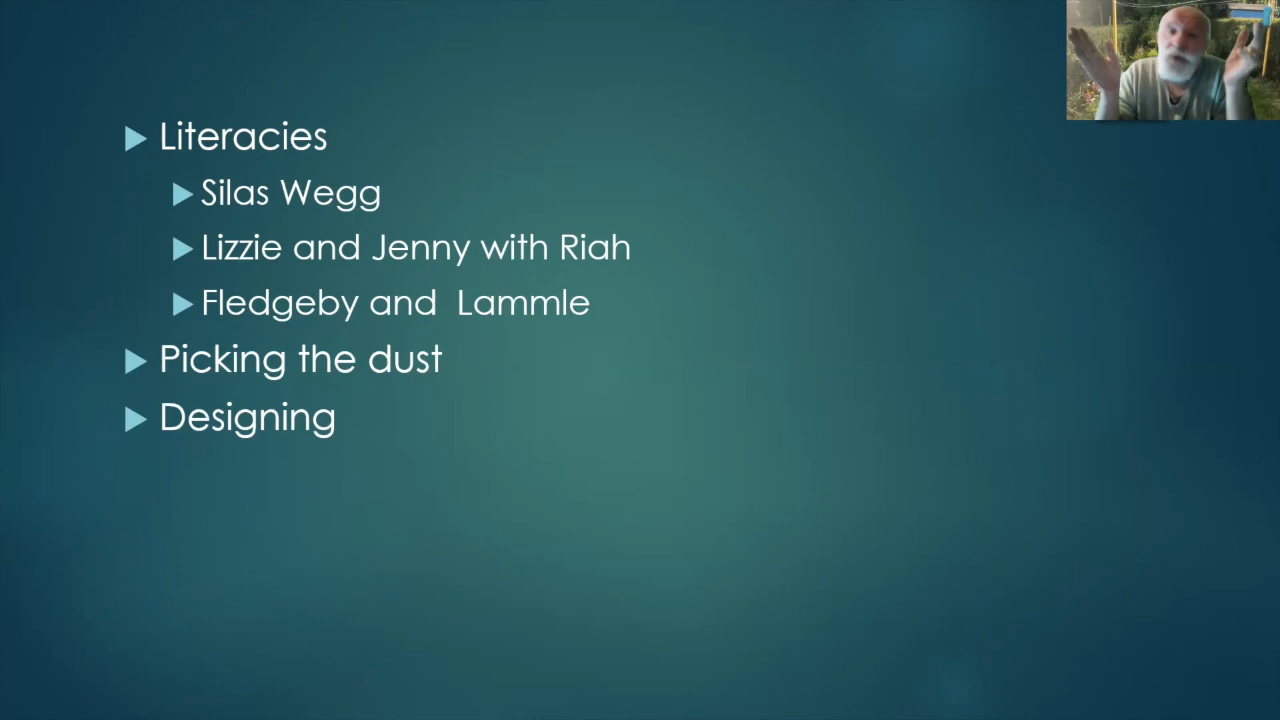 Literacies
Silas Wegg
Lizzie and Jenny with Riah
Fledgeby and  Lammle
Picking the dust
Designing